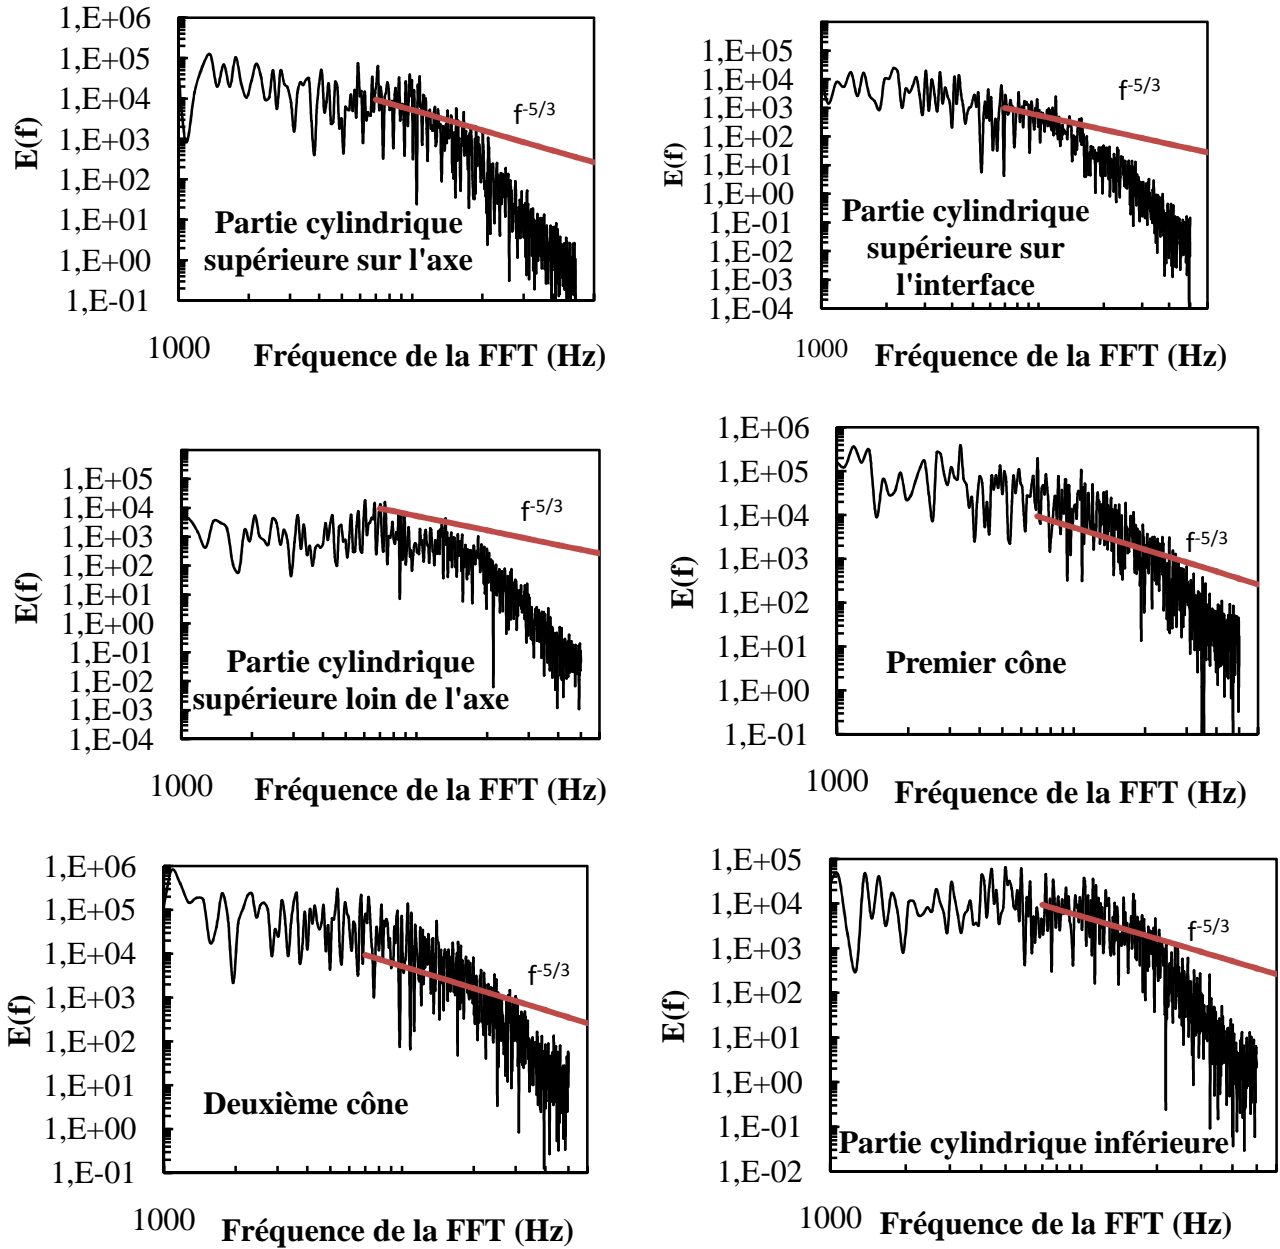 1,E+06
1,E+05
1,E+04
1,E+03
1,E+02
1,E+01
1,E+00
1,E-01
E(f)
f-5/3
Partie cylindrique
supérieure sur l'axe
1000
Fréquence de la FFT (Hz)
1,E+05
1,E+04
1,E+03
1,E+02
1,E+01
1,E+00
1,E-01
1,E-02
1,E-03
1,E-04
E(f)
f-5/3
Partie cylindrique
supérieure sur
l'interface
1000
Fréquence de la FFT (Hz)
1,E+05
1,E+04
1,E+03
1,E+02
1,E+01
1,E+00
1,E-01
1,E-02
1,E-03
1,E-04
E(f)
f-5/3
Partie cylindrique
supérieure loin de l'axe
1000
Fréquence de la FFT (Hz)
1,E+06
1,E+05
1,E+04
1,E+03
1,E+02
1,E+01
1,E+00
1,E-01
E(f)
f-5/3
Premier cône
1000
Fréquence de la FFT (Hz)
1,E+06
1,E+05
1,E+04
1,E+03
1,E+02
1,E+01
1,E+00
1,E-01
E(f)
f-5/3
Deuxième cône
1000
Fréquence de la FFT (Hz)
1,E+05
1,E+04
1,E+03
1,E+02
1,E+01
1,E+00
1,E-01
1,E-02
E(f)
f-5/3
Partie cylindrique inférieure
1000
Fréquence de la FFT (Hz)